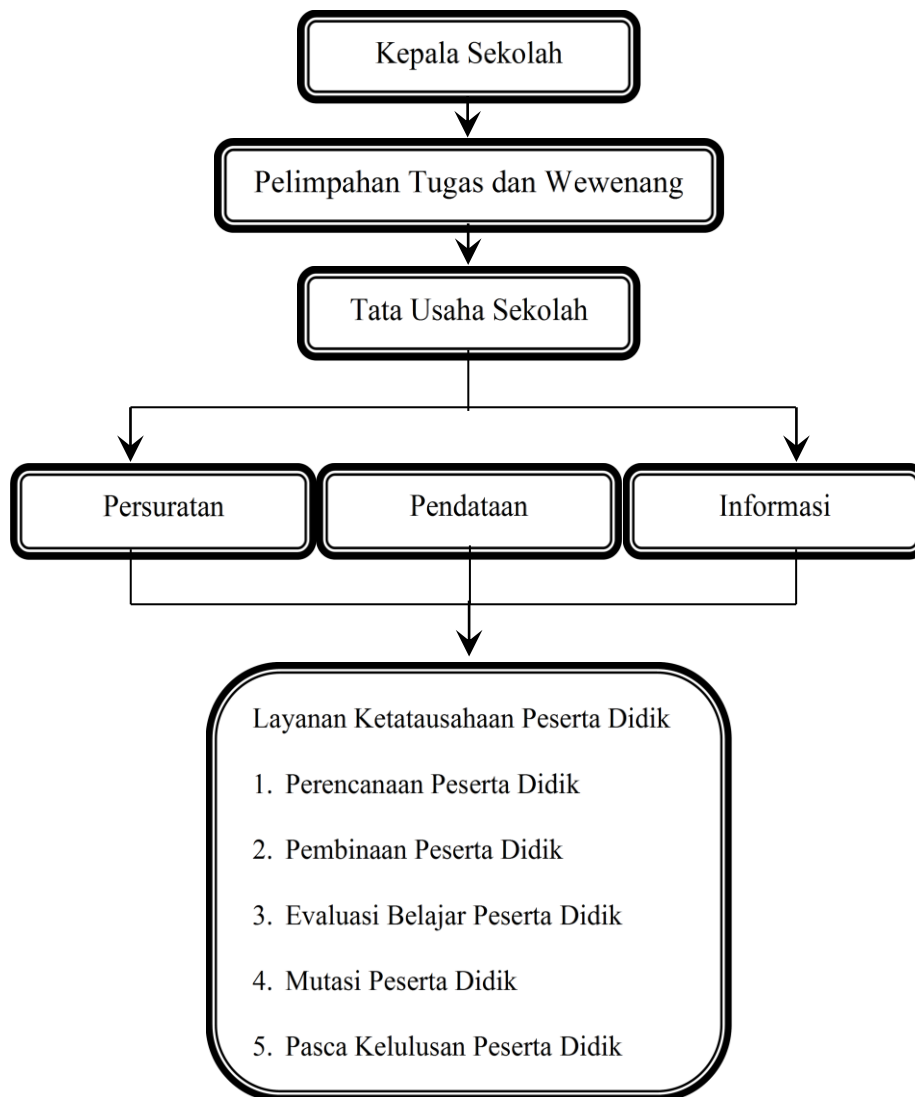 Kepala Sekolah
Pelimpahan Tugas dan Wewenang
Tata Usaha Sekolah
Persuratan
Pendataan
Informasi
Layanan Ketatausahaan Peserta Didik
1. Perencanaan Peserta Didik
2. Pembinaan Peserta Didik
3. Evaluasi Belajar Peserta Didik
4. Mutasi Peserta Didik
5. Pasca Kelulusan Peserta Didik